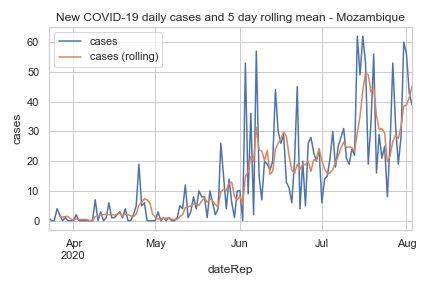 New COVID-19 daily cases and 5 day rolling mean - Mozambique
cases
cases (rolling)
cases
60
50
40
30
20
10
0
Apr
2020
May
Jun
Jul
Aug
dateRep